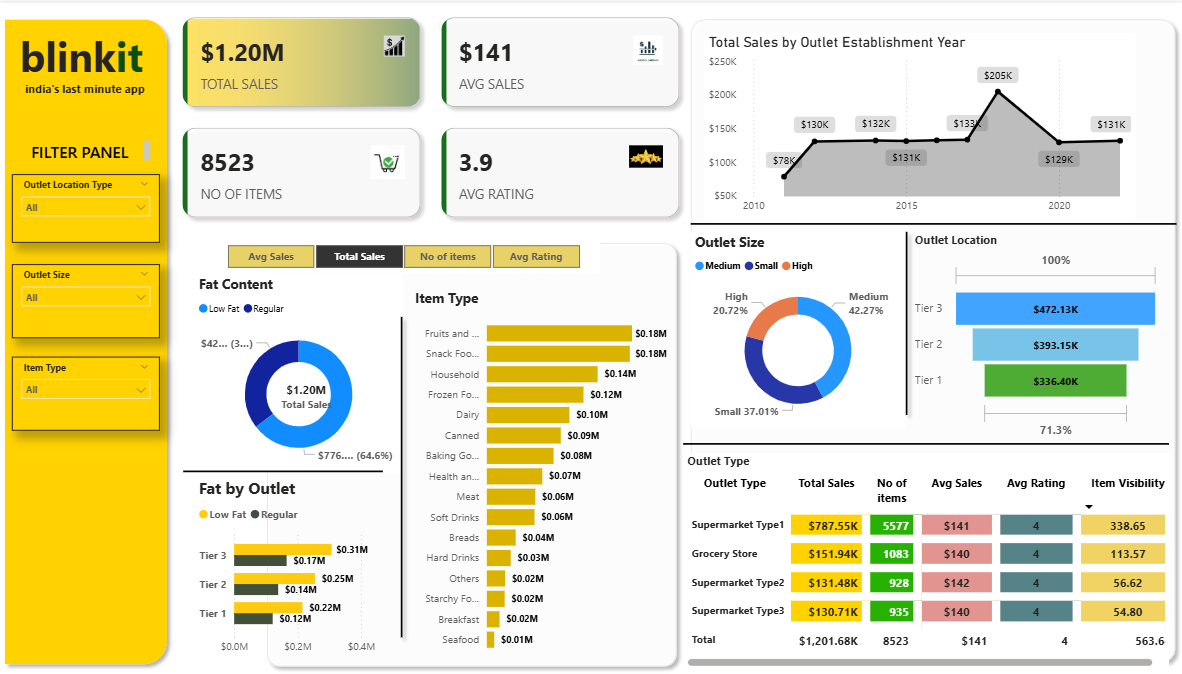 blinkit
india's last minute app
FILTER PANEL
Outlet Location Type
All
Outlet Size
All
Item Type
All
$1.20M
TOTAL SALES
$141
AVG SALES
8523
NO OF ITEMS
3.9
AVG RATING
Avg Sales
Total Sales
No of items
Avg Rating
Fat Content
Low Fat Regular
$42... (3...)
$1.20M
Total Sales
$776.... (64.6%)
Fat by Outlet
Low Fat Regular
Tier 3 $0.31M
$0.17M
Tier 2 $0.25M
$0.14M
Tier 1 $0.22M
$0.12M
$0.0M $0.2M $0.4M
Item Type
Fruits and ... $0.18M
Snack Foo... $0.18M
Household $0.14M
Frozen Fo... $0.12M
Dairy $0.10M
Canned $0.09M
Baking Go... $0.08M
Health an... $0.07M
Meat $0.06M
Soft Drinks $0.06M
Breads $0.04M
Hard Drinks $0.03M
Others $0.02M
Starchy Fo... $0.02M
Breakfast $0.02M
Seafood $0.01M
Total Sales by Outlet Establishment Year
$250K
$200K
$150K
$100K
$50K
$78K
$130K
$132K
$131K
$133K
$205K
$129K
$131K
2010 2015 2020
Outlet Size
Medium Small High
High
20.72%
Medium
42.27%
Small 37.01%
Outlet Location
100%
Tier 3 $472.13K
Tier 2 $393.15K
Tier 1 $336.40K
71.3%
Outlet Type
Outlet Type Total Sales No of items Avg Sales Avg Rating Item Visibility
Supermarket Type1 $787.55K 5577 $141 4 338.65
Grocery Store $151.94K 1083 $140 4 113.57
Supermarket Type2 $131.48K 928 $142 4 56.62
Supermarket Type3 $130.71K 935 $140 4 54.80
Total $1,201.68K 8523 $141 4 563.6